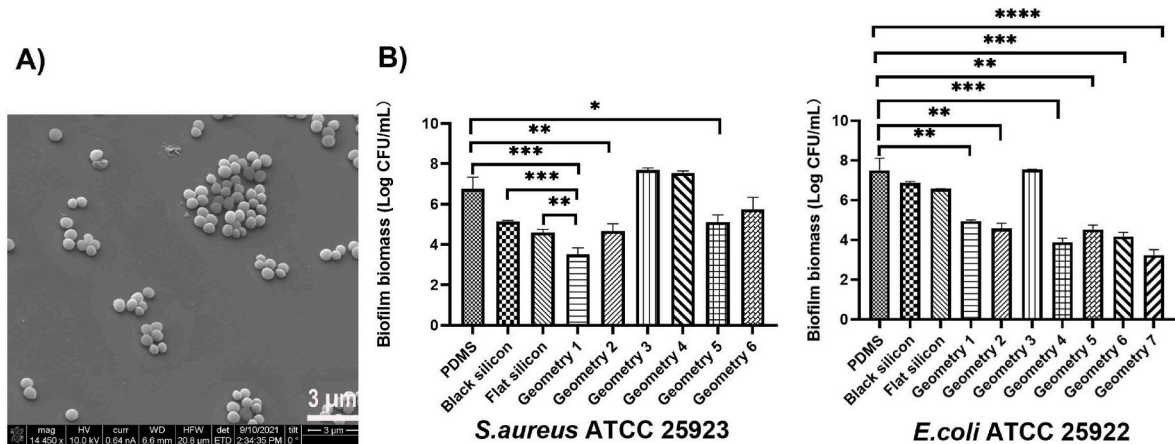 A)
3 μm
mag HV curr WD HFW det 9/10/2021 tilt
14 450 x 10.0 kV 0.64 nA 6.6 mm 20.8 μm ETD 2:34:35 PM 0 ° 3 μm
B)
Biofilm biomass (Log CFU/mL)
10
8
6
4
2
0
*
**
***
***
**
PDMS
Black silicon
Flat silicon
Geometry 1
Geometry 2
Geometry 3
Geometry 4
Geometry 5
Geometry 6
S.aureus ATCC 25923
Biofilm biomass (Log CFU/mL)
10
8
6
4
2
0
****
***
**
***
**
**
PDMS
Black silicon
Flat silicon
Geometry 1
Geometry 2
Geometry 3
Geometry 4
Geometry 5
Geometry 6
Geometry 7
E.coli ATCC 25922